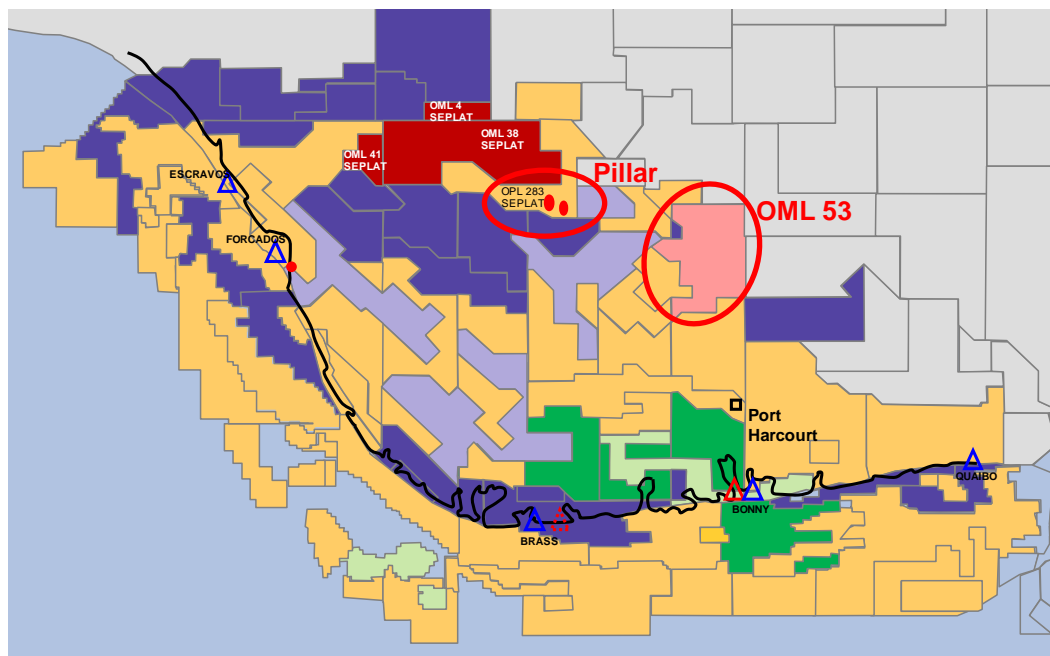 OML 4
SEPLAT
OML 38
SEPLAT
OML 41
SEPLAT
Pillar
ESCRAVOS
OPL 283
SEPLAT
OML 53
FORCADOS
Port
Harcourt
QUAIBO
BONNY
BRASS